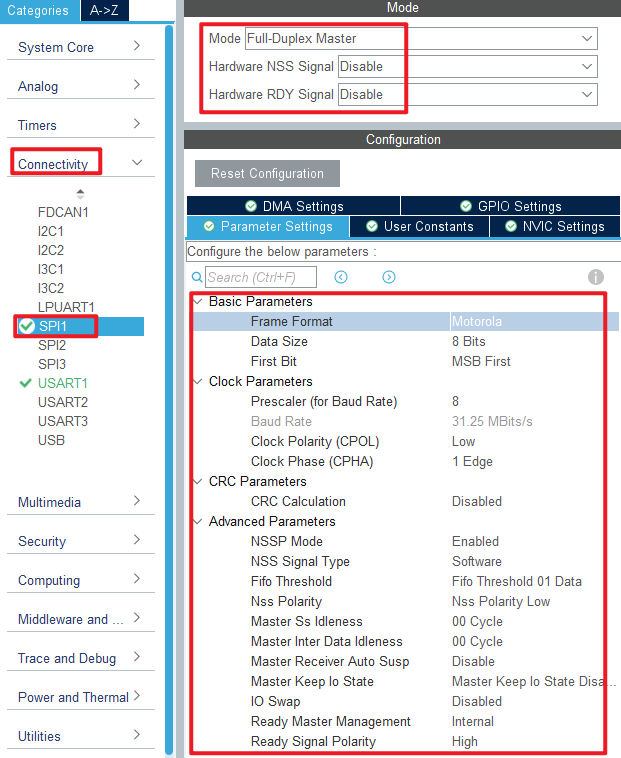 Categories A->Z
System Core
Analog
Timers
Connectivity
FDCAN1
I2C1
I2C2
I3C1
I3C2
LPUART1
SPI1
SPI2
SPI3
USART1
USART2
USART3
USB
Multimedia
Security
Computing
Middleware and ...
Trace and Debug
Power and Thermal
Utilities
Mode
Mode Full-Duplex Master
Hardware NSS Signal Disable
Hardware RDY Signal Disable
Configuration
Reset Configuration
DMA Settings GPIO Settings
Parameter Settings User Constants NVIC Settings
Configure the below parameters :
Search (Ctrl+F)
Basic Parameters
Frame Format Motorola
Data Size 8 Bits
First Bit MSB First
Clock Parameters
Prescaler (for Baud Rate) 8
Baud Rate 31.25 MBits/s
Clock Polarity (CPOL) Low
Clock Phase (CPHA) 1 Edge
CRC Parameters
CRC Calculation Disabled
Advanced Parameters
NSSP Mode Enabled
NSS Signal Type Software
Fifo Threshold Fifo Threshold 01 Data
Nss Polarity Nss Polarity Low
Master Ss Idleness 00 Cycle
Master Inter Data Idleness 00 Cycle
Master Receiver Auto Susp Disable
Master Keep Io State Master Keep Io State Disa...
IO Swap Disabled
Ready Master Management Internal
Ready Signal Polarity High